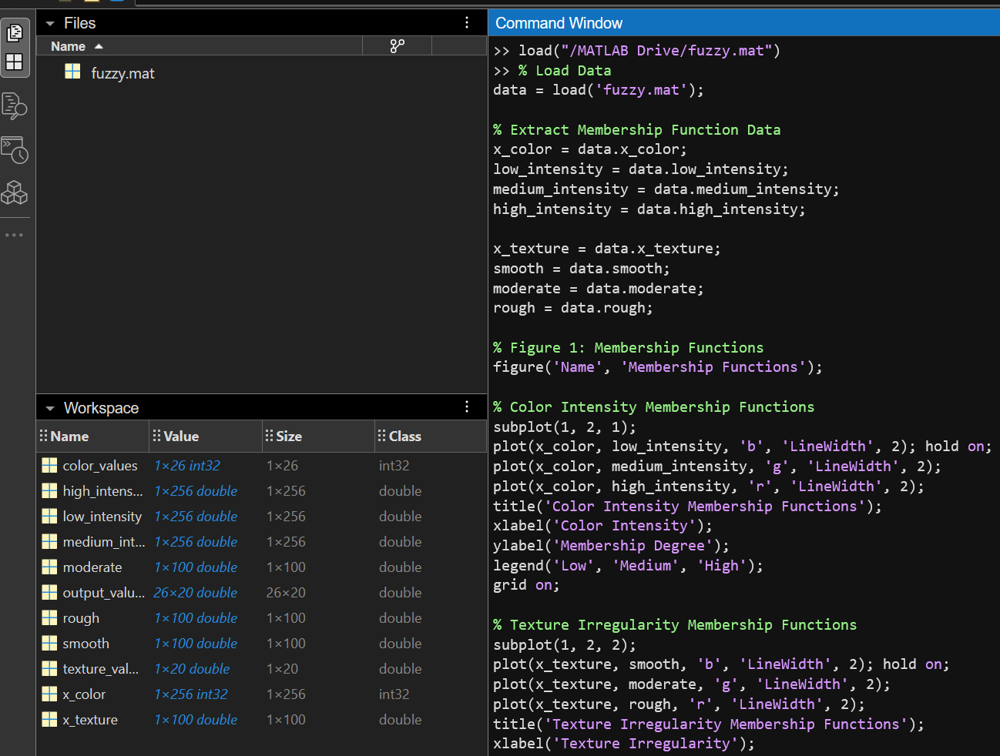 Files
Name
fuzzy.mat
Workspace
Name Value Size Class
color_values 1×26 int32 1×26 int32
high_intens... 1×256 double 1×256 double
low_intensity 1×256 double 1×256 double
medium_int... 1×256 double 1×256 double
moderate 1×100 double 1×100 double
output_valu... 26×20 double 26×20 double
rough 1×100 double 1×100 double
smooth 1×100 double 1×100 double
texture_val... 1×20 double 1×20 double
x_color 1×256 int32 1×256 int32
x_texture 1×100 double 1×100 double
Command Window
>> load("/MATLAB Drive/fuzzy.mat")
>> % Load Data
data = load('fuzzy.mat');
% Extract Membership Function Data
x_color = data.x_color;
low_intensity = data.low_intensity;
medium_intensity = data.medium_intensity;
high_intensity = data.high_intensity;
x_texture = data.x_texture;
smooth = data.smooth;
moderate = data.moderate;
rough = data.rough;
% Figure 1: Membership Functions
figure('Name', 'Membership Functions');
% Color Intensity Membership Functions
subplot(1, 2, 1);
plot(x_color, low_intensity, 'b', 'LineWidth', 2); hold on;
plot(x_color, medium_intensity, 'g', 'LineWidth', 2);
plot(x_color, high_intensity, 'r', 'LineWidth', 2);
title('Color Intensity Membership Functions');
xlabel('Color Intensity');
ylabel('Membership Degree');
legend('Low', 'Medium', 'High');
grid on;
% Texture Irregularity Membership Functions
subplot(1, 2, 2);
plot(x_texture, smooth, 'b', 'LineWidth', 2); hold on;
plot(x_texture, moderate, 'g', 'LineWidth', 2);
plot(x_texture, rough, 'r', 'LineWidth', 2);
title('Texture Irregularity Membership Functions');
xlabel('Texture Irregularity');